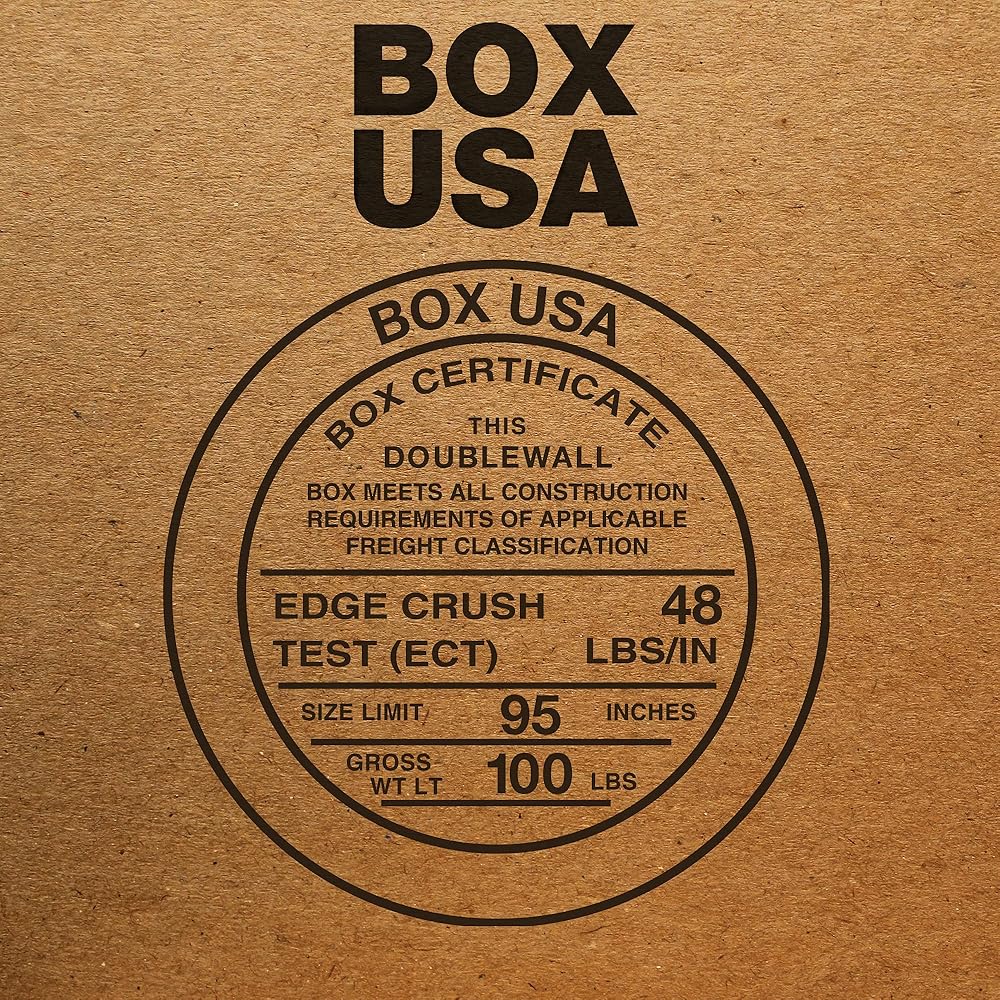 BOX
USA
BOX USA
BOX CERTIFICATE
THIS
DOUBLEWALL
BOX MEETS ALL CONSTRUCTION
REQUIREMENTS OF APPLICABLE
FREIGHT CLASSIFICATION
EDGE CRUSH 48
TEST (ECT) LBS/IN
SIZE LIMIT 95 INCHES
GROSS
WT LT 100 LBS